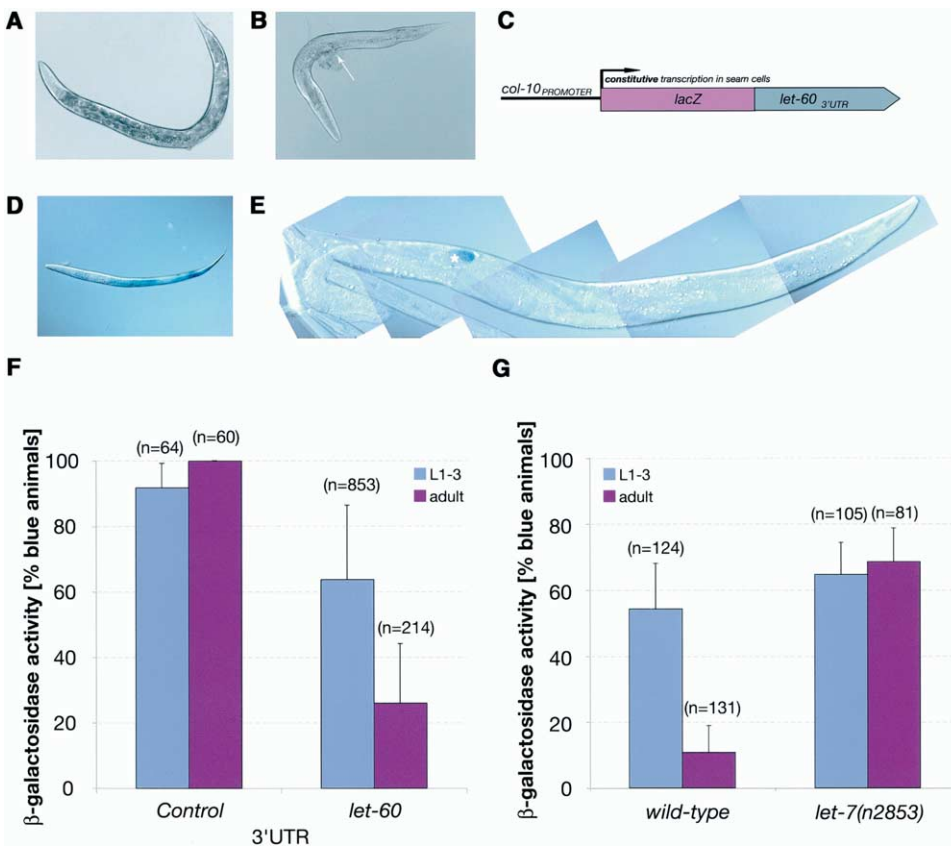 A
B
C
col-10 PROMOTER
constitutive transcription in seam cells
lacZ
let-60 3'UTR
D
E
F
β-galactosidase activity [% blue animals]
100
80
60
40
20
0
(n=64)
(n=60)
(n=853)
(n=214)
L1-3
adult
Control
let-60
3'UTR
G
β-galactosidase activity [% blue animals]
100
80
60
40
20
0
L1-3
adult
(n=124)
(n=131)
(n=105)
(n=81)
wild-type
let-7(n2853)